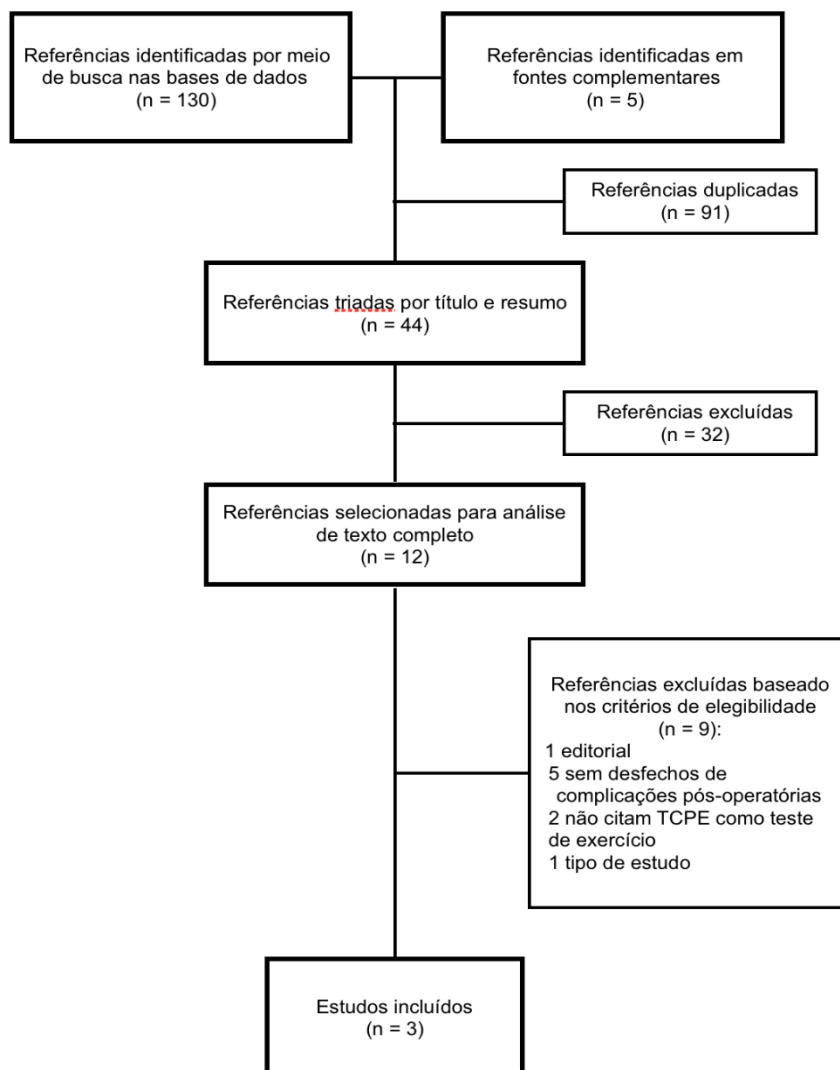 Referências identificadas por meio
de busca nas bases de dados
(n = 130)
Referências identificadas em
fontes complementares
(n = 5)
Referências duplicadas
(n = 91)
Referências triadas por título e resumo
(n = 44)
Referências excluídas
(n = 32)
Referências selecionadas para análise
de texto completo
(n = 12)
Referências excluídas baseado
nos critérios de elegibilidade
(n = 9):
1 editorial
5 sem desfechos de
complicações pós-operatórias
2 não citam TCPE como teste
de exercício
1 tipo de estudo
Estudos incluídos
(n = 3)